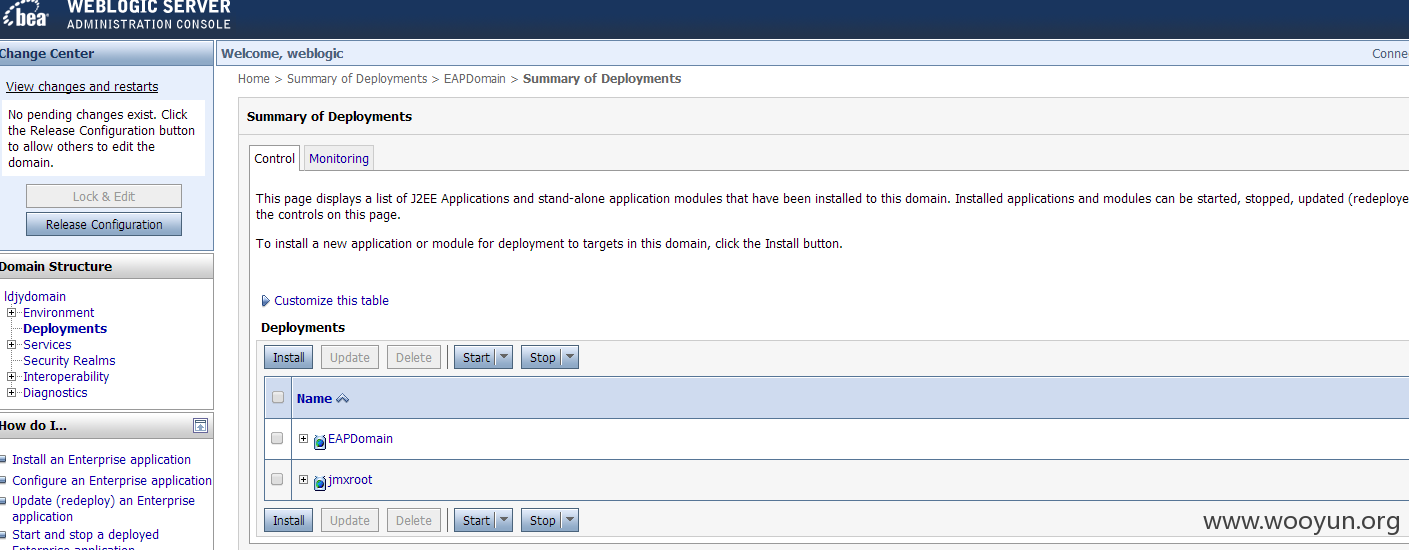 bea
WEBLOGIC SERVER
ADMINISTRATION CONSOLE
Change Center
View changes and restarts
No pending changes exist. Click
the Release Configuration button
to allow others to edit the
domain.
Lock & Edit
Release Configuration
Domain Structure
ldjydomain
Environment
Deployments
Services
Security Realms
Interoperability
Diagnostics
How do I...
Install an Enterprise application
Configure an Enterprise application
Update (redeploy) an Enterprise
application
Start and stop a deployed
Enterprise application
Welcome, weblogic
Conne
Home > Summary of Deployments > EAPDomain > Summary of Deployments
Summary of Deployments
Control Monitoring
This page displays a list of J2EE Applications and stand-alone application modules that have been installed to this domain. Installed applications and modules can be started, stopped, updated (redeploye
the controls on this page.
To install a new application or module for deployment to targets in this domain, click the Install button.
Customize this table
Deployments
Install Update Delete Start Stop
Name
EAPDomain
jmxroot
Install Update Delete Start Stop
www.wooyun.org